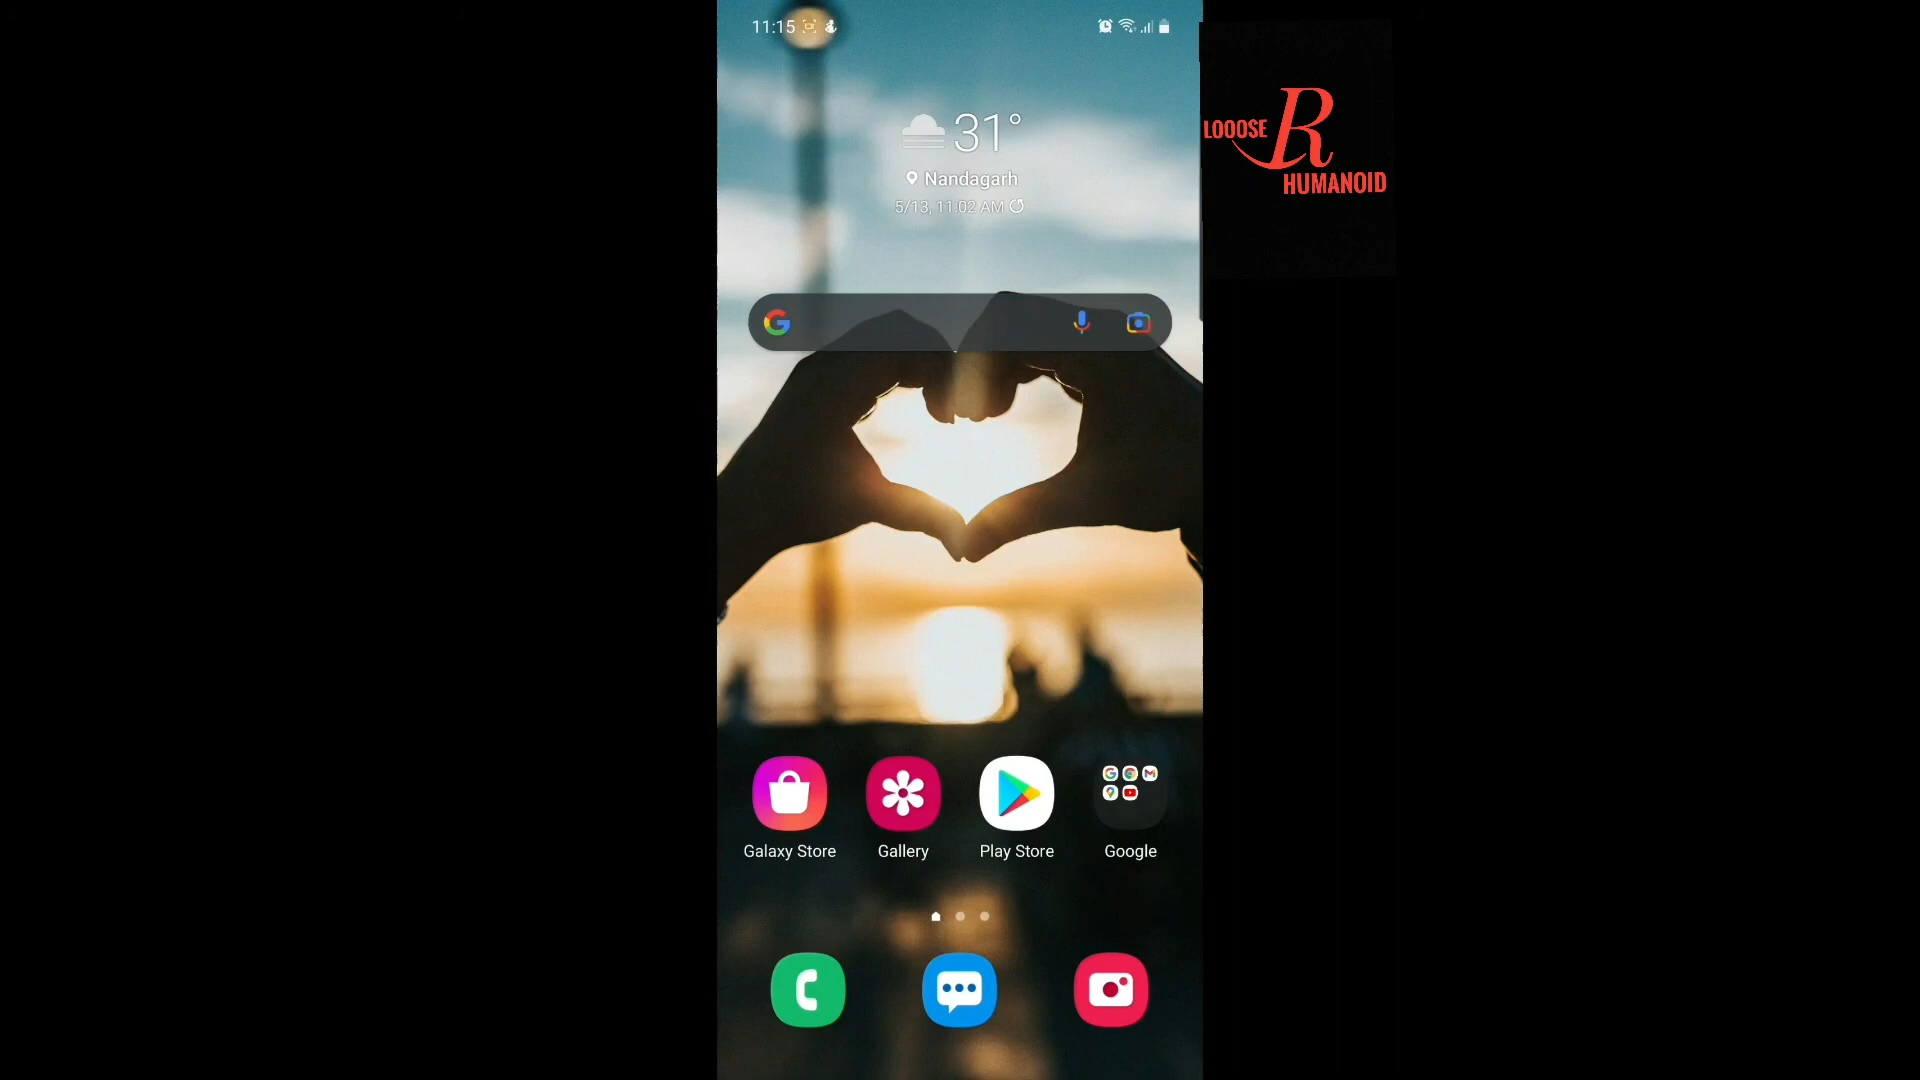 11:15
31°
Nandagarh
5/13, 11:02 AM
LOOOSE R
HUMANOID
Galaxy Store
Gallery
Play Store
Google